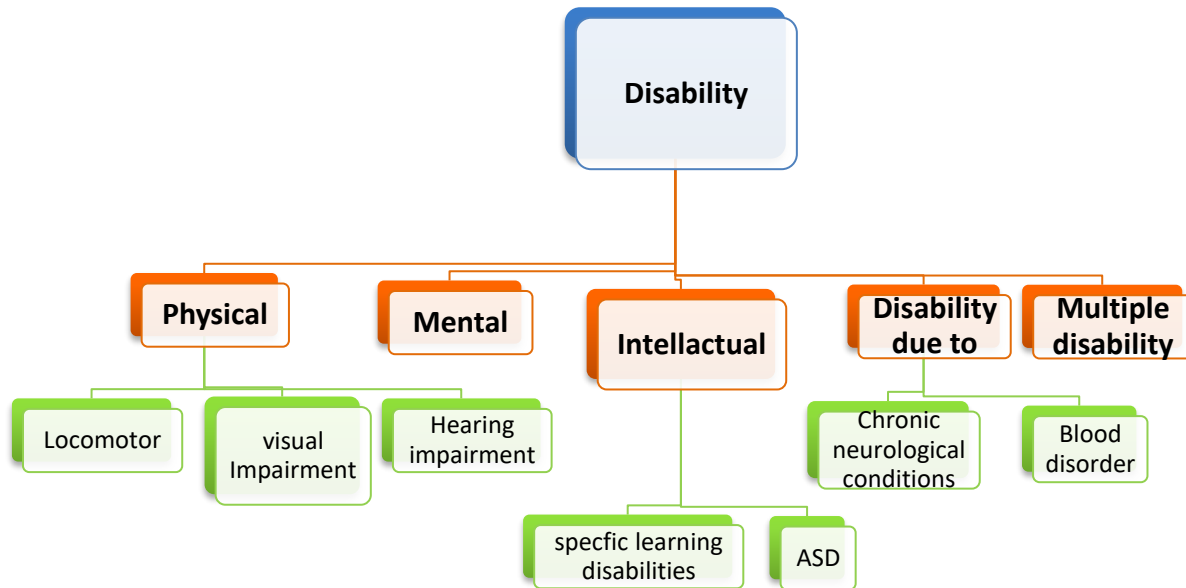 Disability
Physical
Mental
Intellactual
Disability
due to
Multiple
disability
Locomotor
visual
Impairment
Hearing
impairment
Chronic
neurological
conditions
Blood
disorder
specfic learning
disabilities
ASD